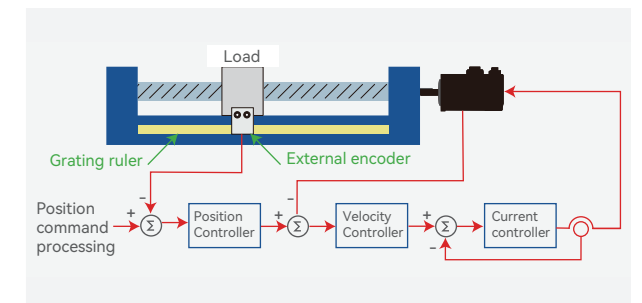 Load
Grating ruler
External encoder
Position
command
processing
+
-
Σ
Position
Controller
+
-
Σ
Velocity
Controller
+
-
Σ
Current
controller